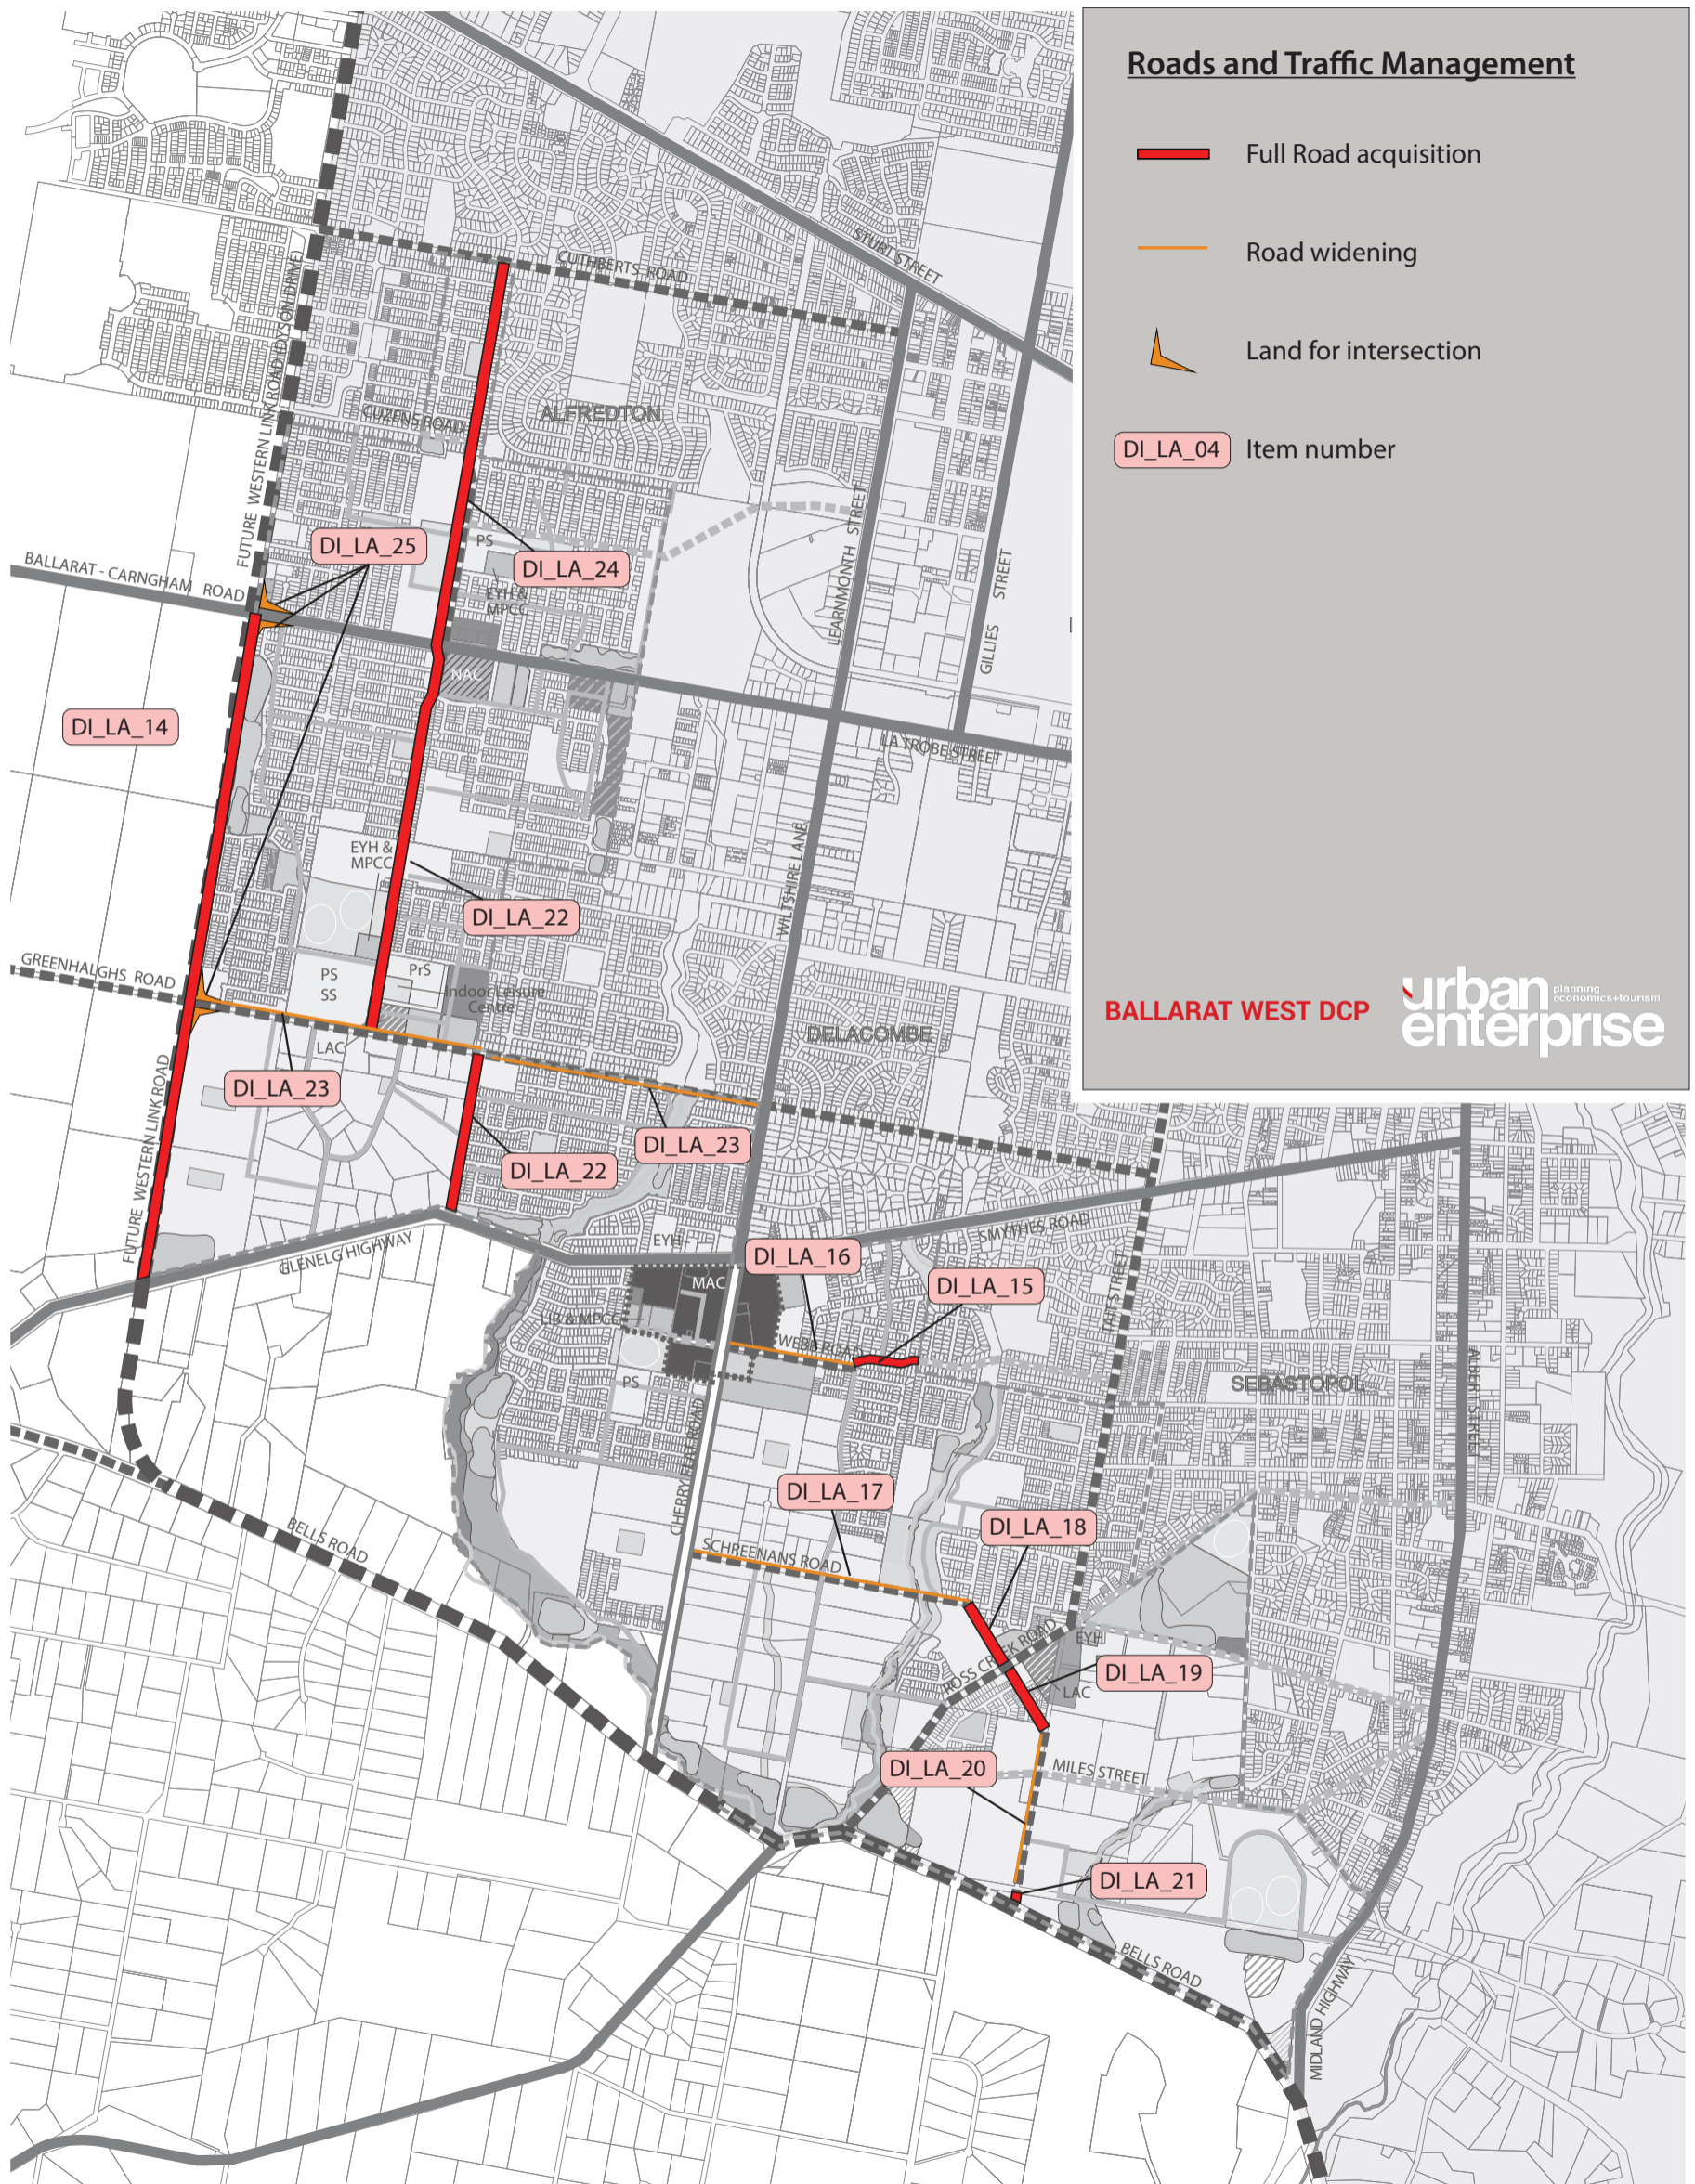 Roads and Traffic Management
Full Road acquisition
Road widening
Land for intersection
DI_LA_04
Item number
BALLARAT WEST DCP
urban
planning
economics+tourism
enterprise
STURT STREET
CUTHBERTS ROAD
FUTURE WESTERN LINK ROAD (DYSON DRIVE)
CUZENS ROAD
ALFREDTON
DI_LA_25
PS
DI_LA_24
BALLARAT - CARNGHAM ROAD
EYH &
MPCC
LEARNMONTH STREET
GILLIES STREET
NAC
DI_LA_14
LA TROBE STREET
EYH &
MPCC
WILTSHIRE LANE
DI_LA_22
GREENHALGHS ROAD
PS
SS
PrS
Indoor Leisure
Centre
DELACOMBE
LAC
DI_LA_23
DI_LA_23
DI_LA_22
FUTURE WESTERN LINK ROAD
GLENELG HIGHWAY
EYH
SMYTHES ROAD
DI_LA_16
MAC
DI_LA_15
LIB & MPCC
WEBB ROAD
TAIT STREET
PS
SEBASTOPOL
ALBERT STREET
CHERRY FLAT ROAD
DI_LA_17
BELLS ROAD
SCHREENANS ROAD
DI_LA_18
ROSS CREEK ROAD
EYH
DI_LA_19
LAC
DI_LA_20
MILES STREET
DI_LA_21
BELLS ROAD
MIDLAND HIGHWAY